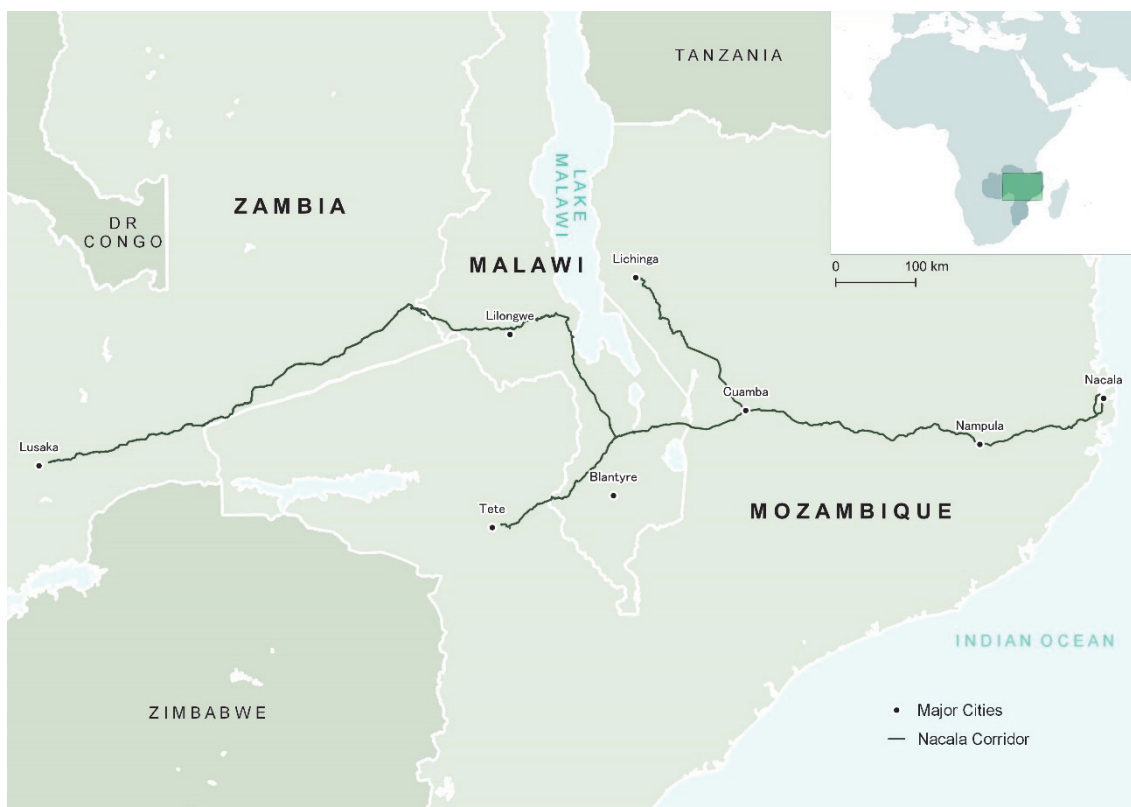 TANZANIA
ZAMBIA
DR
CONGO
LAKE
MALAWI
MALAWI
Lichinga
0 100 km
Lilongwe
Cuamba
Nacala
Lusaka
Nampula
Blantyre
Tete
MOZAMBIQUE
INDIAN OCEAN
ZIMBABWE
Major Cities
Nacala Corridor